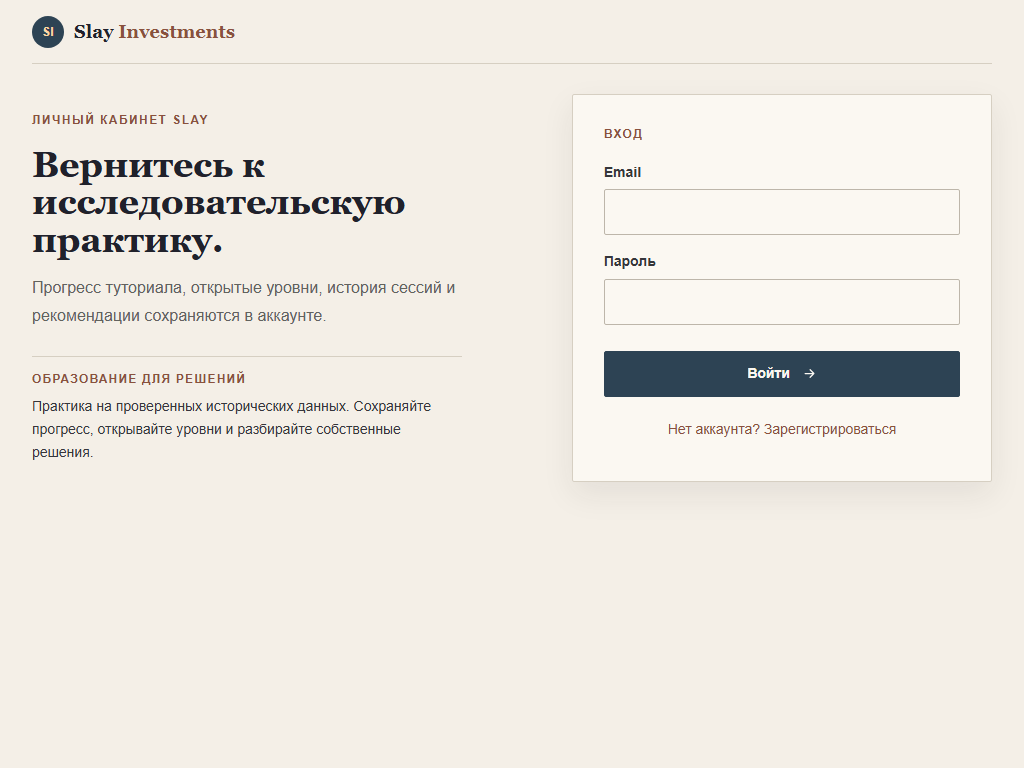 SI
Slay Investments
ЛИЧНЫЙ КАБИНЕТ SLAY
Вернитесь к
исследовательскую
практику.
Прогресс туториала, открытые уровни, история сессий и
рекомендации сохраняются в аккаунте.
ОБРАЗОВАНИЕ ДЛЯ РЕШЕНИЙ
Практика на проверенных исторических данных. Сохраняйте
прогресс, открывайте уровни и разбирайте собственные
решения.
ВХОД
Email
Пароль
Войти →
Нет аккаунта? Зарегистрироваться